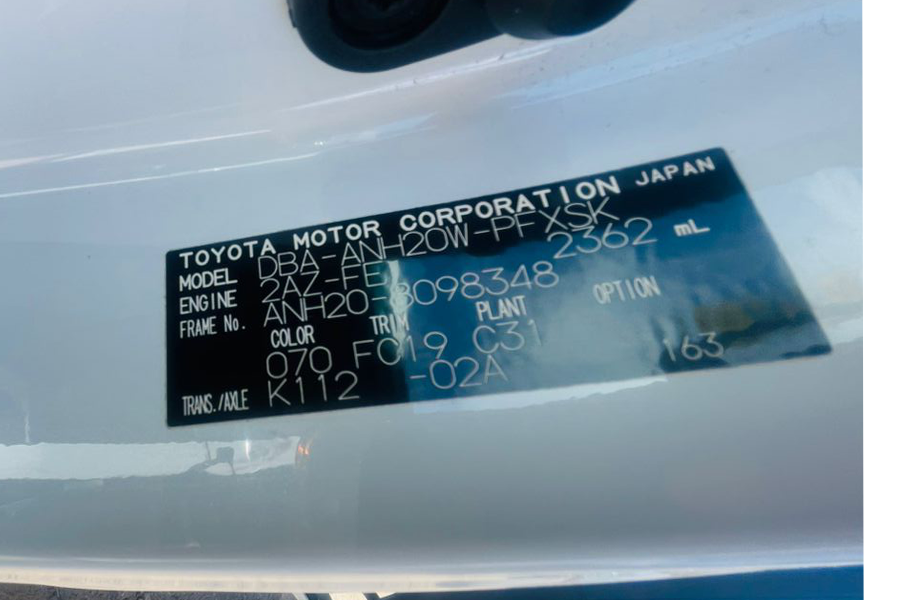 TOYOTA MOTOR CORPORATION JAPAN
MODEL DBA-ANH20W-PFXSK
ENGINE 2AZ-FE 2362 mL
FRAME No. ANH20-8098348
COLOR TRIM PLANT OPTION
070 FC19 C31
TRANS./AXLE K112 -02A 163